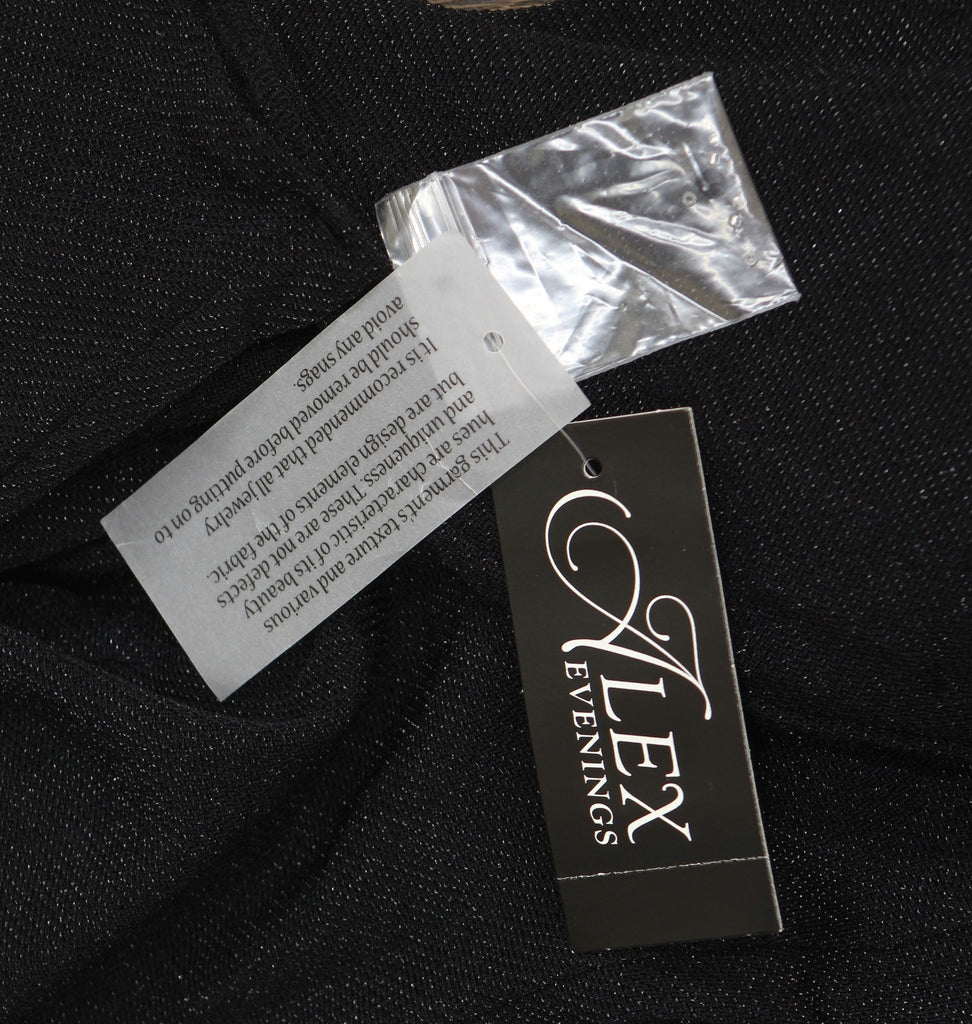 This garment's texture and various
hues are characteristic of its beauty
and uniqueness. These are not defects
but are design elements of the fabric.
It is recommended that all jewelry
should be removed before putting on to
avoid any snags.
ALEX
EVENINGS